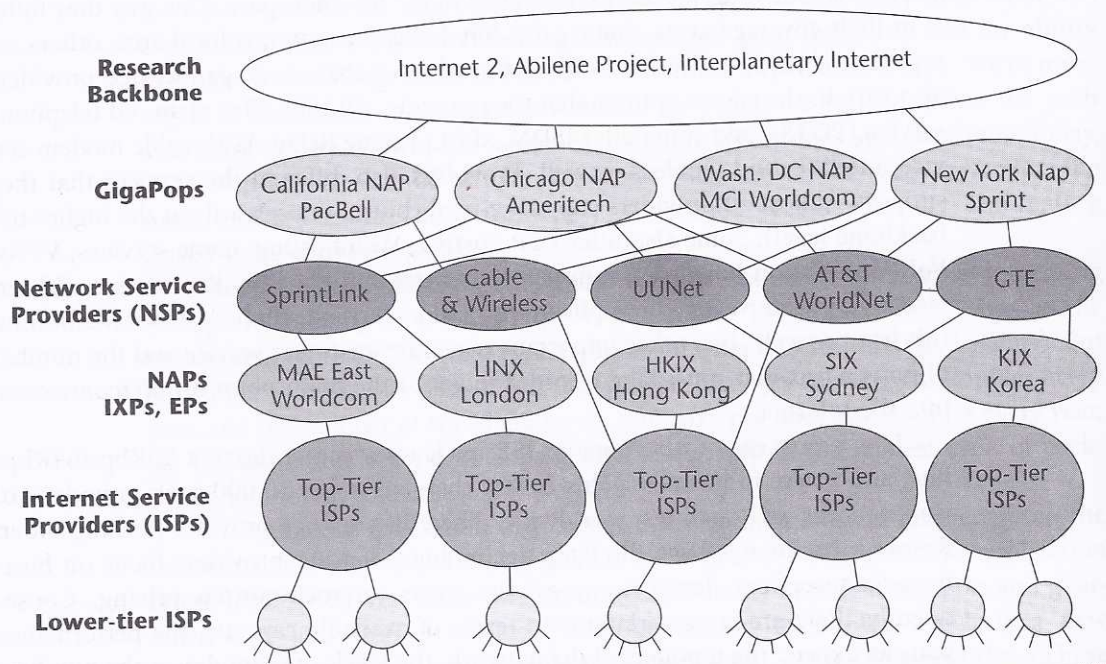 Research
Backbone
Internet 2, Abilene Project, Interplanetary Internet
GigaPops
California NAP
PacBell
Chicago NAP
Ameritech
Wash. DC NAP
MCI Worldcom
New York Nap
Sprint
Network Service
Providers (NSPs)
SprintLink
Cable
& Wireless
UUNet
AT&T
WorldNet
GTE
NAPs
IXPs, EPs
MAE East
Worldcom
LINX
London
HKIX
Hong Kong
SIX
Sydney
KIX
Korea
Internet Service
Providers (ISPs)
Top-Tier
ISPs
Top-Tier
ISPs
Top-Tier
ISPs
Top-Tier
ISPs
Top-Tier
ISPs
Lower-tier ISPs